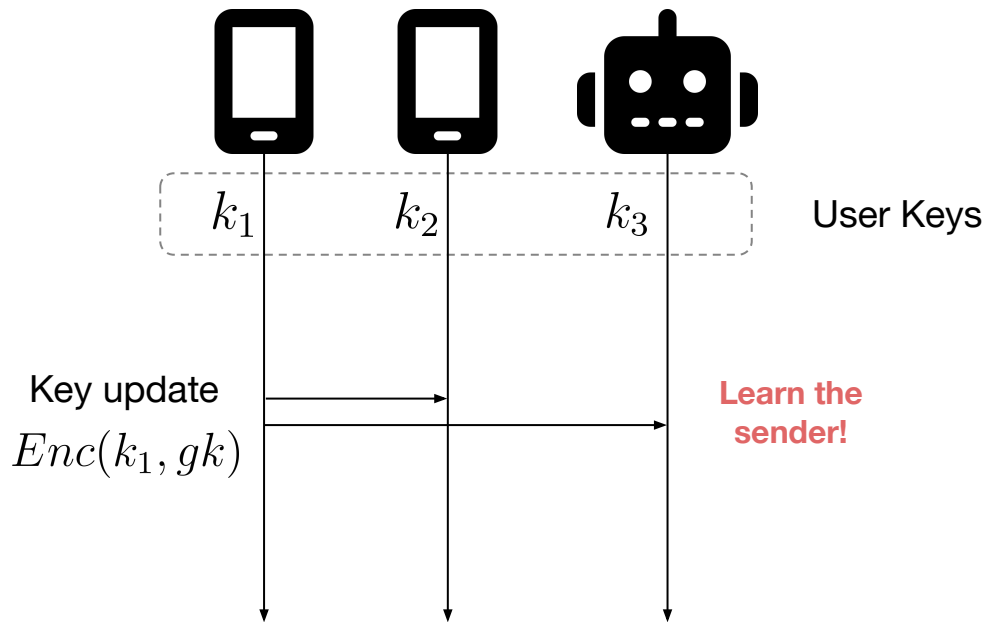 k₁ k₂ k₃ User Keys
Key update
Enc(k₁, gk)
Learn the
sender!